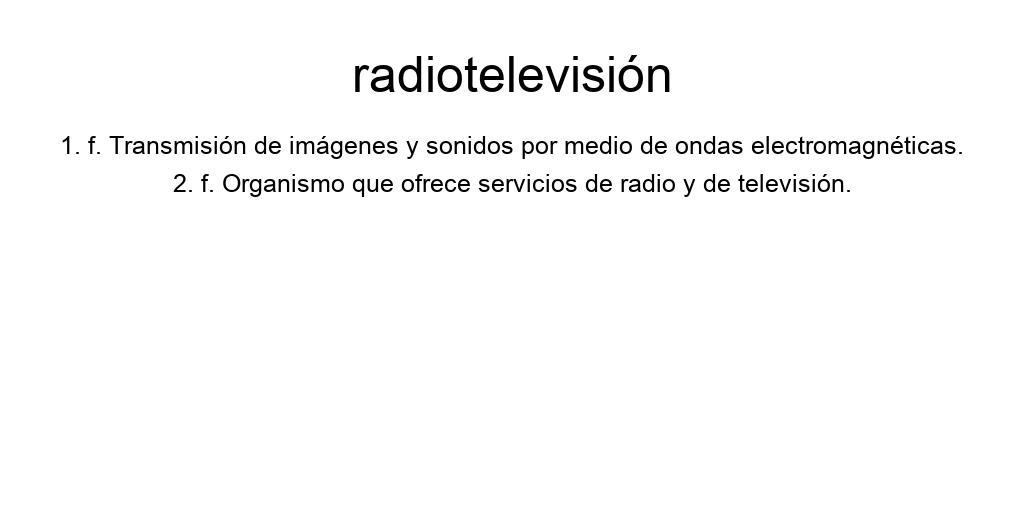 radiotelevisión
1. f. Transmisión de imágenes y sonidos por medio de ondas electromagnéticas.
2. f. Organismo que ofrece servicios de radio y de televisión.